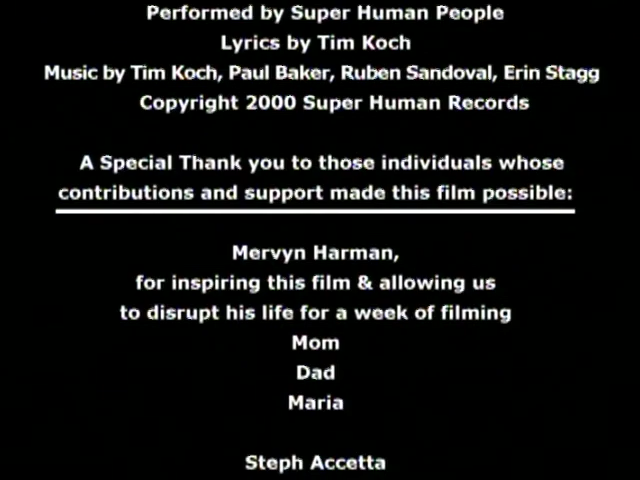 Performed by Super Human People
Lyrics by Tim Koch
Music by Tim Koch, Paul Baker, Ruben Sandoval, Erin Stagg
Copyright 2000 Super Human Records
A Special Thank you to those individuals whose
contributions and support made this film possible:
Mervyn Harman,
for inspiring this film & allowing us
to disrupt his life for a week of filming
Mom
Dad
Maria
Steph Accetta